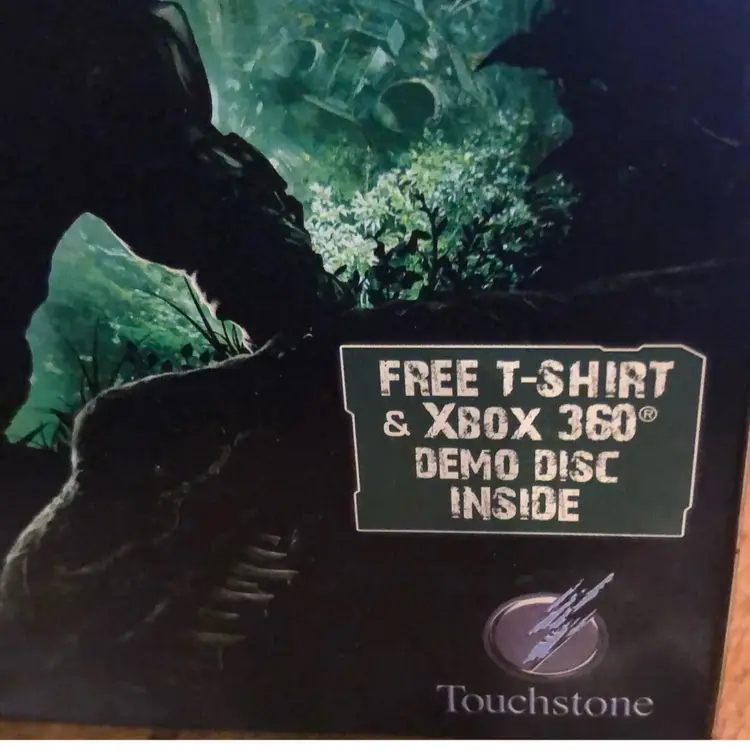 FREE T-SHIRT
& XBOX 360®
DEMO DISC
INSIDE
Touchstone